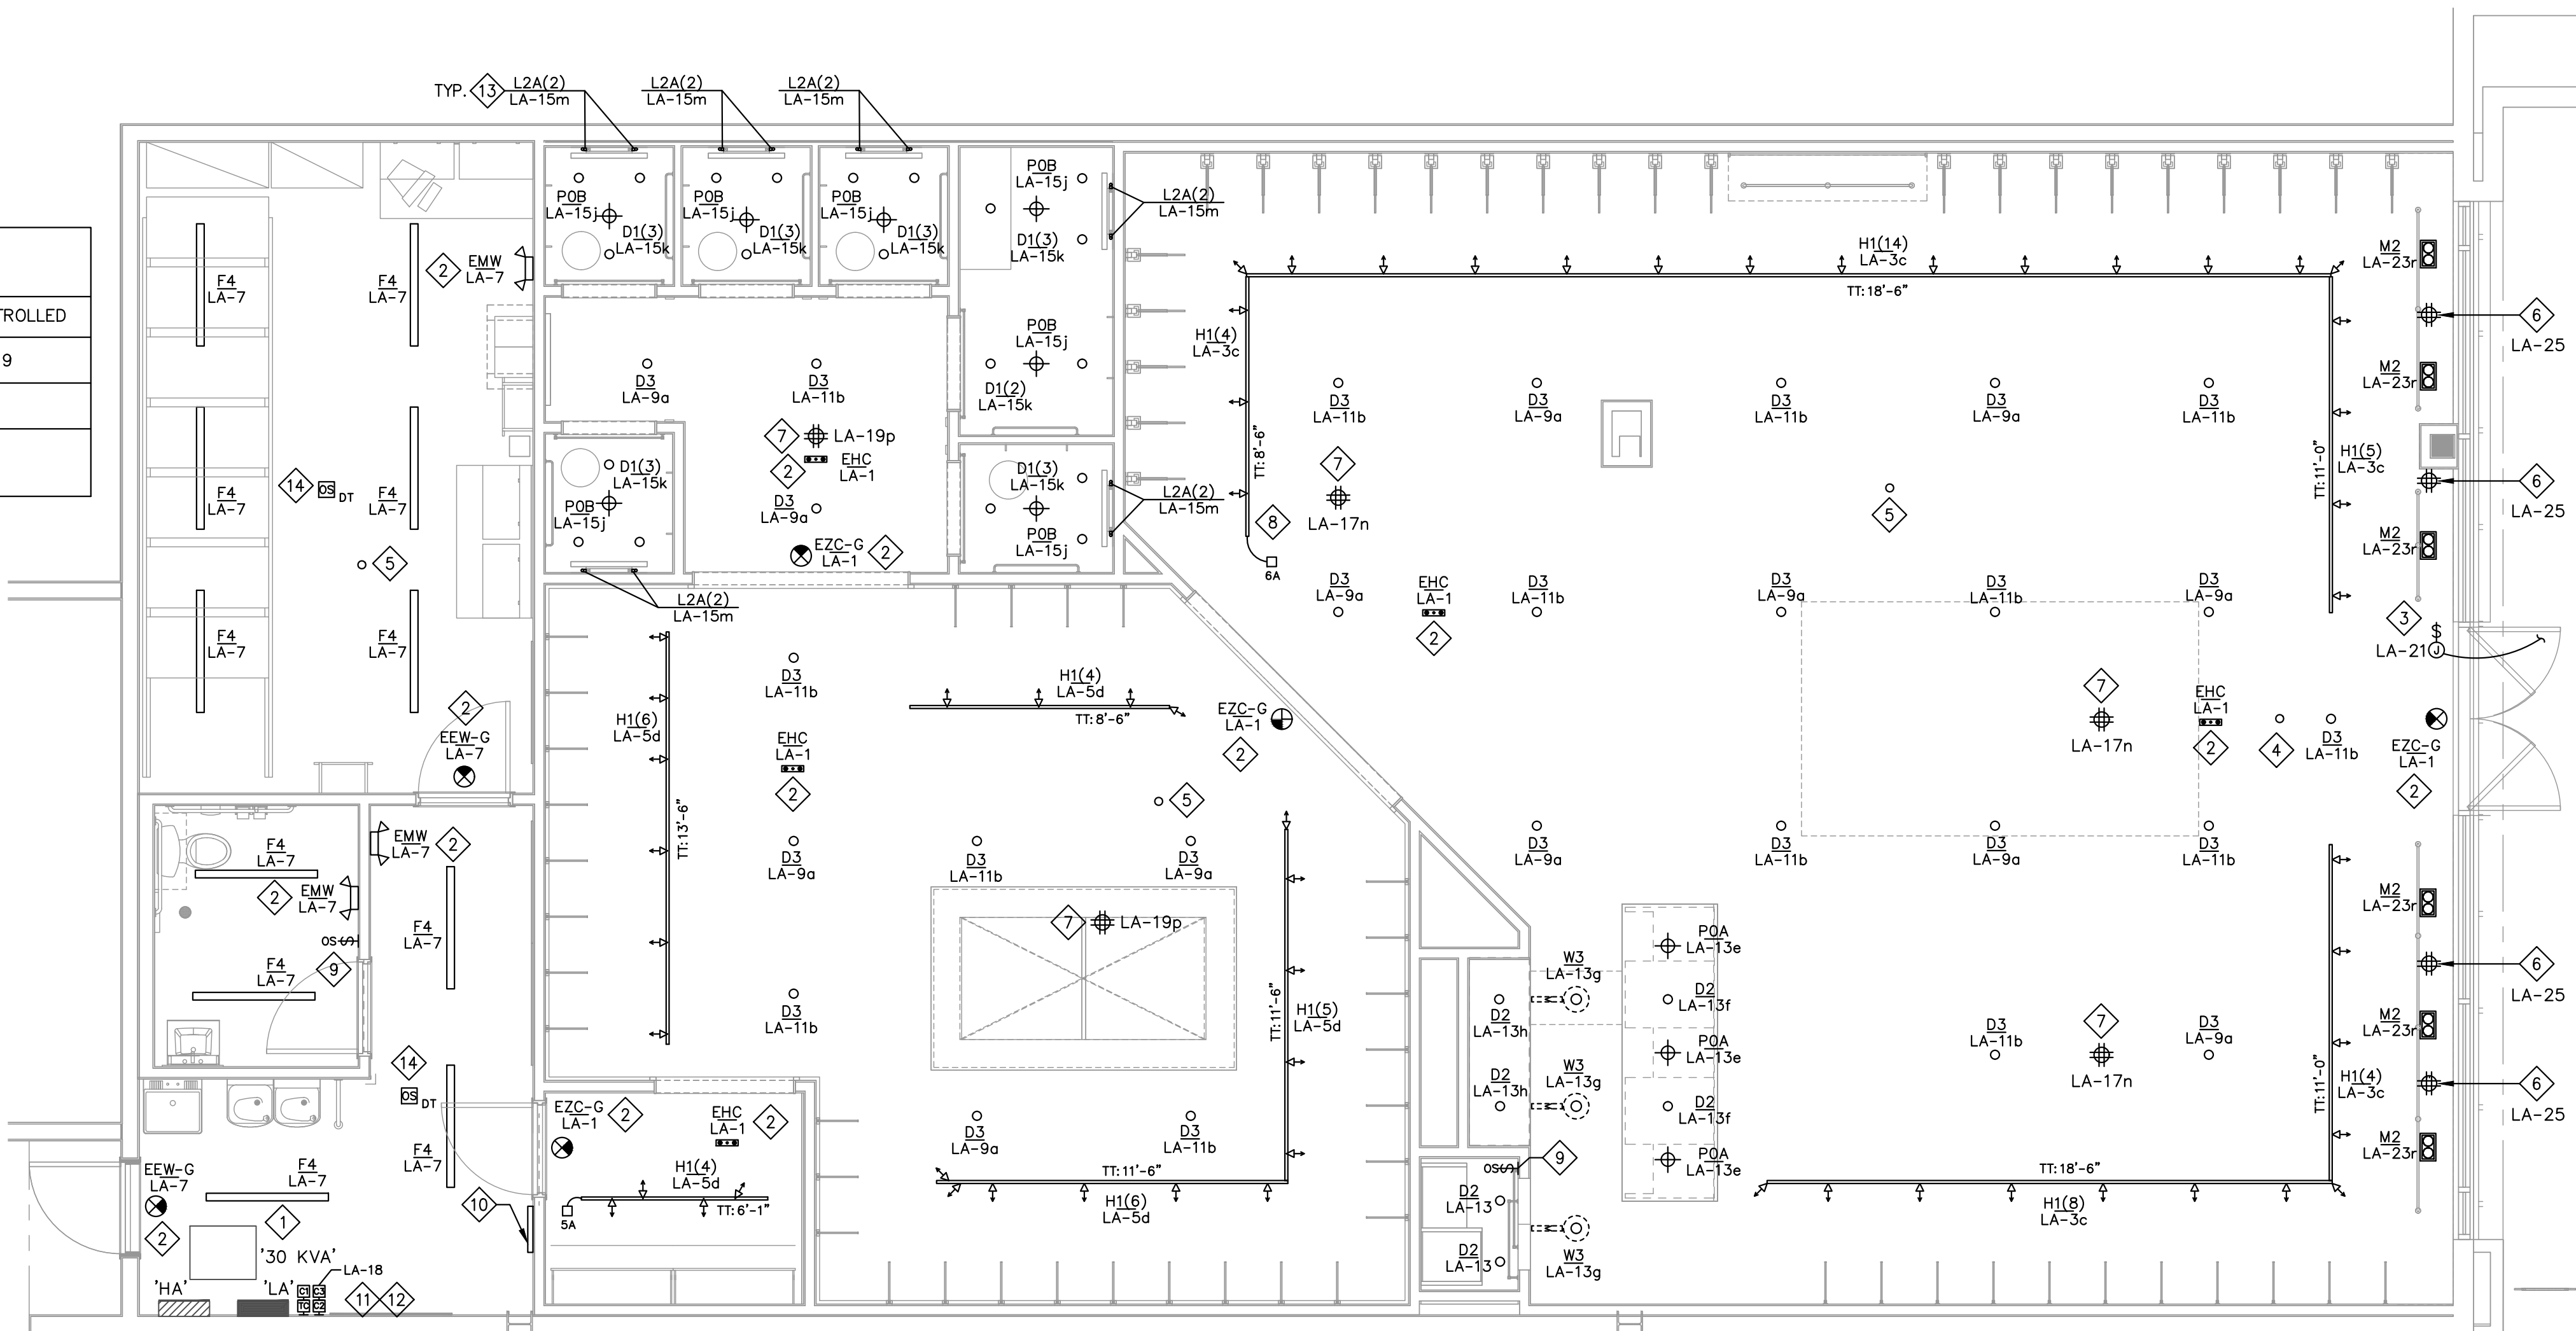 TYP. 13 L2A(2)
LA-15m
L2A(2)
LA-15m
L2A(2)
LA-15m
TROLLED
9
F4
LA-7
F4
LA-7
2
EMW
LA-7
F4
LA-7
F4
LA-7
14
OS DT
5
F4
LA-7
F4
LA-7
2
EEW-G
LA-7
POB
LA-15j
D1(3)
LA-15k
POB
LA-15j
D1(3)
LA-15k
POB
LA-15j
D1(3)
LA-15k
POB
LA-15j
D1(3)
LA-15k
L2A(2)
LA-15m
POB
LA-15j
D1(2)
LA-15k
D3
LA-9a
D3
LA-11b
7
LA-19p
2
EHC
LA-1
D3
LA-9a
EZC-G
LA-1
2
D1(3)
LA-15k
POB
LA-15j
L2A(2)
LA-15m
D1(3)
LA-15k
POB
LA-15j
L2A(2)
LA-15m
H1(14)
LA-3c
TT:18'-6"
H1(4)
LA-3c
TT:8'-6"
8
6A
D3
LA-11b
D3
LA-9a
D3
LA-11b
D3
LA-9a
D3
LA-11b
7
LA-17n
5
TT:11'-0"
H1(5)
LA-3c
M2
LA-23r
6
LA-25
M2
LA-23r
6
LA-25
M2
LA-23r
D3
LA-9a
EHC
LA-1
2
D3
LA-11b
D3
LA-9a
D3
LA-11b
D3
LA-9a
3
$
LA-21 J
7
LA-17n
EHC
LA-1
2
4
D3
LA-11b
EZC-G
LA-1
2
D3
LA-9a
D3
LA-11b
D3
LA-9a
D3
LA-11b
H1(6)
LA-5d
TT:13'-6"
D3
LA-11b
H1(4)
LA-5d
TT:8'-6"
EZC-G
LA-1
2
EHC
LA-1
2
5
D3
LA-9a
D3
LA-11b
D3
LA-9a
7
LA-19p
D3
LA-11b
TT:11'-6"
H1(5)
LA-5d
D3
LA-9a
D3
LA-11b
TT:11'-6"
H1(6)
LA-5d
F4
LA-7
2
EMW
LA-7
EMW
LA-7
2
OS $
9
F4
LA-7
F4
LA-7
14
OS DT
F4
LA-7
EEW-G
LA-7
2
F4
LA-7
1
10
'30 KVA'
'HA'
'LA'
LA-18
C1 C3
TC C2
11
12
EZC-G
LA-1
2
EHC
LA-1
2
H1(4)
LA-5d
TT:6'-1"
5A
W3
LA-13g
POA
LA-13e
D2
LA-13h
D2
LA-13f
POA
LA-13e
W3
LA-13g
D2
LA-13h
D2
LA-13f
OS $
9
POA
LA-13e
D2
LA-13
D2
LA-13
W3
LA-13g
D3
LA-11b
D3
LA-9a
7
LA-17n
TT:11'-0"
H1(4)
LA-3c
TT:18'-6"
H1(8)
LA-3c
M2
LA-23r
6
LA-25
M2
LA-23r
6
LA-25
M2
LA-23r